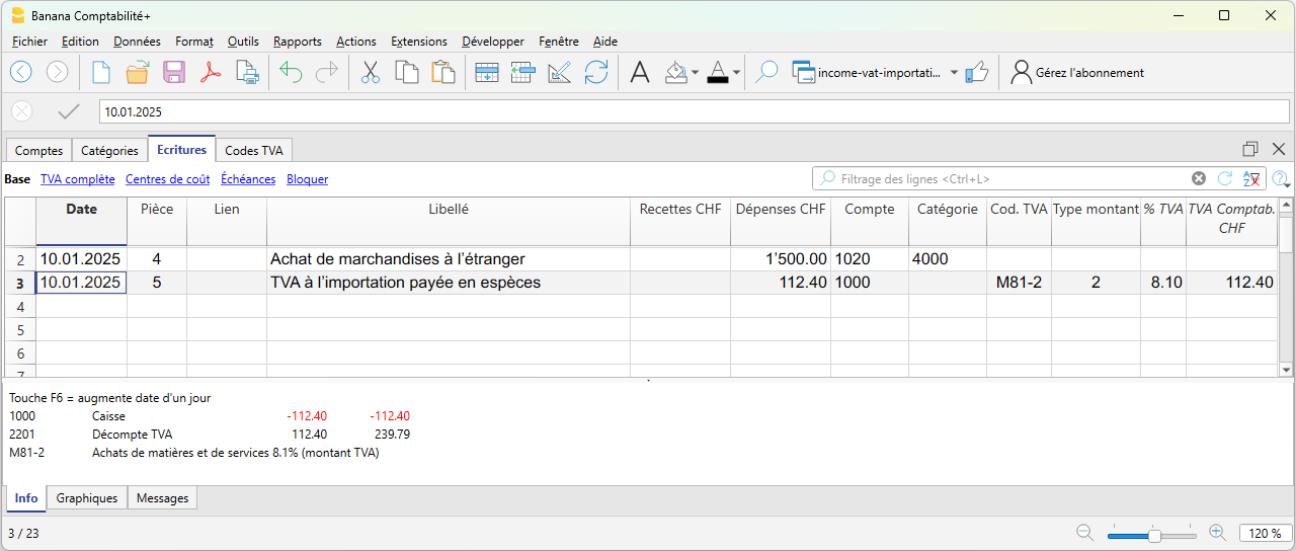 Banana Comptabilité+
Fichier Edition Données Format Outils Rapports Actions Extensions Développer Fenêtre Aide
income-vat-importati... Gérez l'abonnement
10.01.2025
Comptes Catégories Ecritures Codes TVA
Base TVA complète Centres de coût Échéances Bloquer Filtrage des lignes <Ctrl+L>
Date Pièce Lien Libellé Recettes CHF Dépenses CHF Compte Catégorie Cod. TVA Type montant % TVA TVA Comptab.
CHF
2 10.01.2025 4 Achat de marchandises à l’étranger 1’500.00 1020 4000
3 10.01.2025 5 TVA à l’importation payée en espèces 112.40 1000 M81-2 2 8.10 112.40
4
5
6
7
Touche F6 = augmente date d'un jour
1000 Caisse -112.40 -112.40
2201 Décompte TVA 112.40 239.79
M81-2 Achats de matières et de services 8.1% (montant TVA)
Info Graphiques Messages
3 / 23 120 %